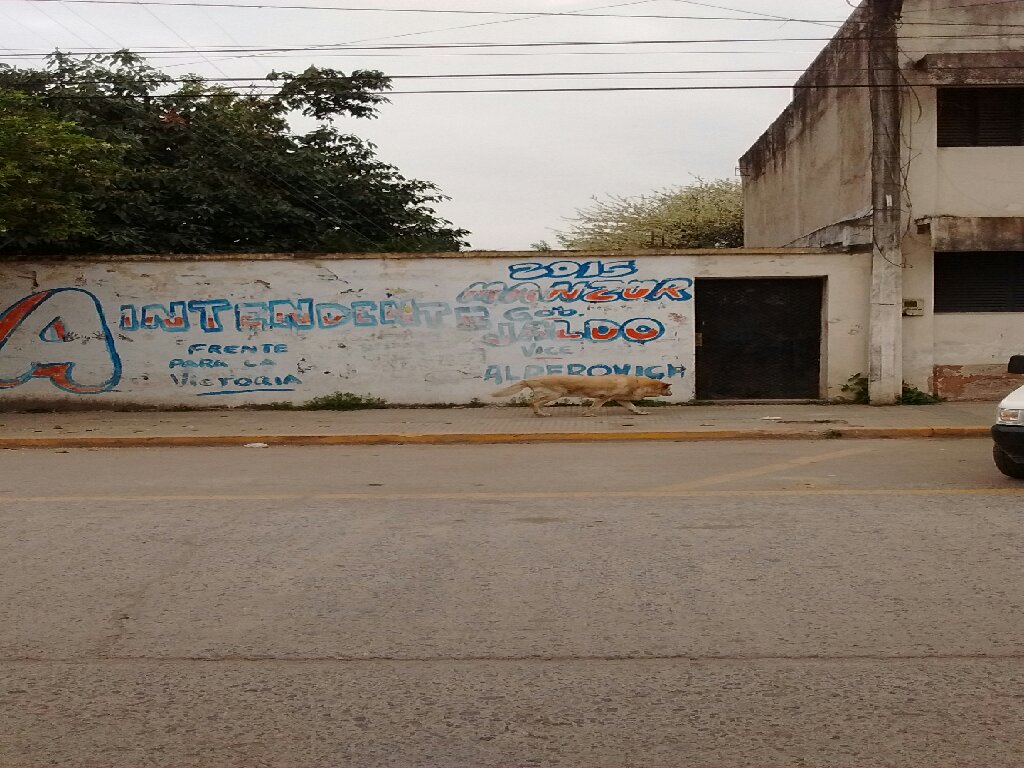 A INTENDENTE
FRENTE
PARA LA
VICTORIA
2015
MANZUR
GOB.
JALDO
VICE
ALPEROVICH